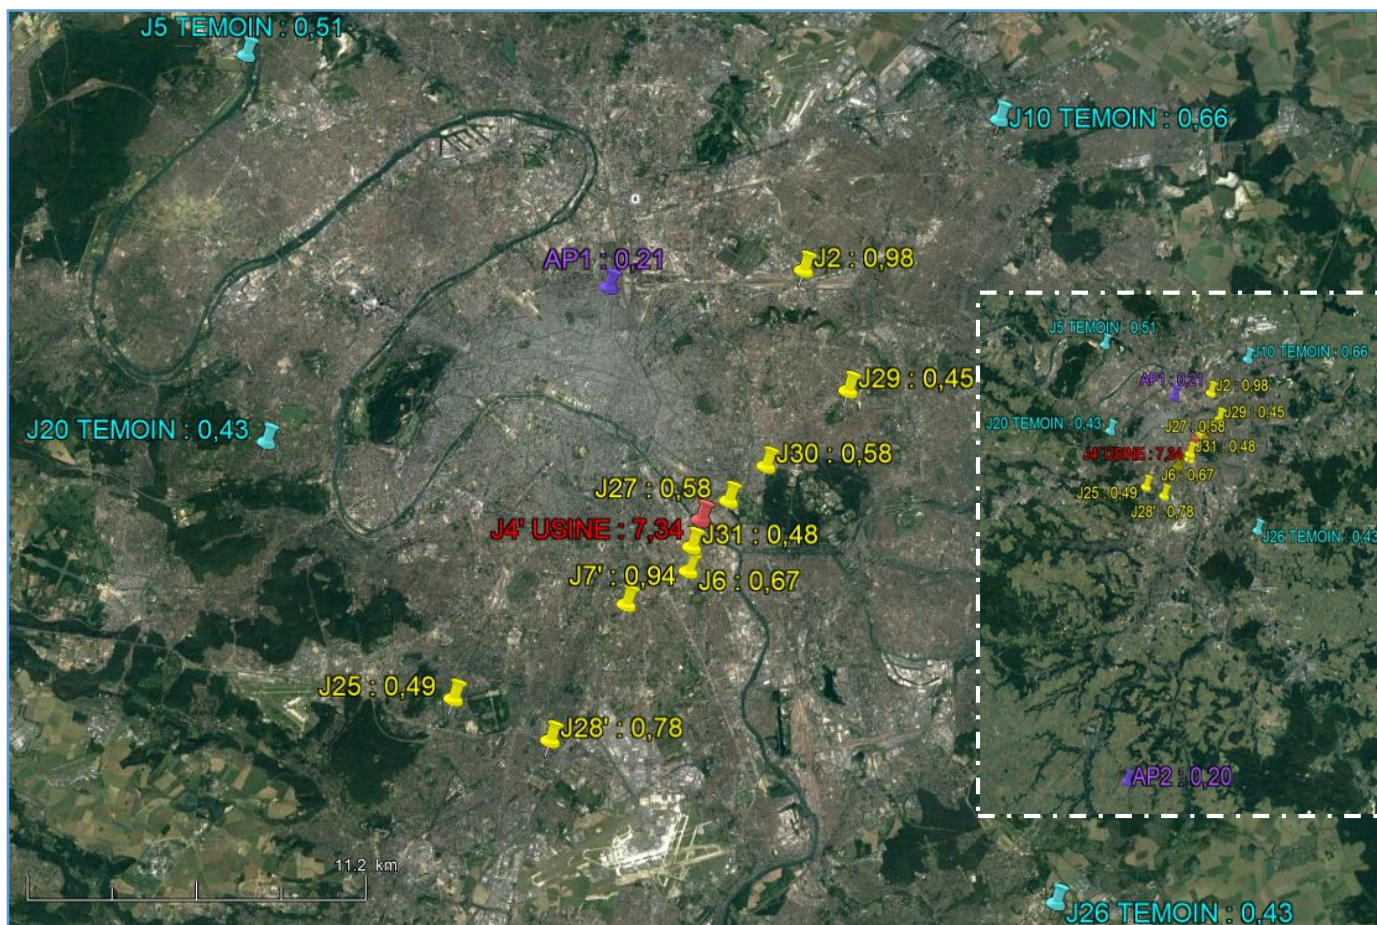 J5 TEMOIN : 0,51
J10 TEMOIN : 0,66
AP1 : 0,21
J2 : 0,98
J29 : 0,45
J20 TEMOIN : 0,43
J30 : 0,58
J27 : 0,58
J4' USINE : 7,34
J31 : 0,48
J7' : 0,94
J6 : 0,67
J25 : 0,49
J28' : 0,78
11.2 km
J26 TEMOIN : 0,43
J5 TEMOIN : 0,51
J10 TEMOIN : 0,66
AP1 : 0,21
J2 : 0,98
J29 : 0,45
J20 TEMOIN : 0,43
J27 : 0,58
J4' USINE : 7,34
J31 : 0,48
J6 : 0,67
J25 : 0,49
J28' : 0,78
J26 TEMOIN : 0,43
AP2 : 0,20